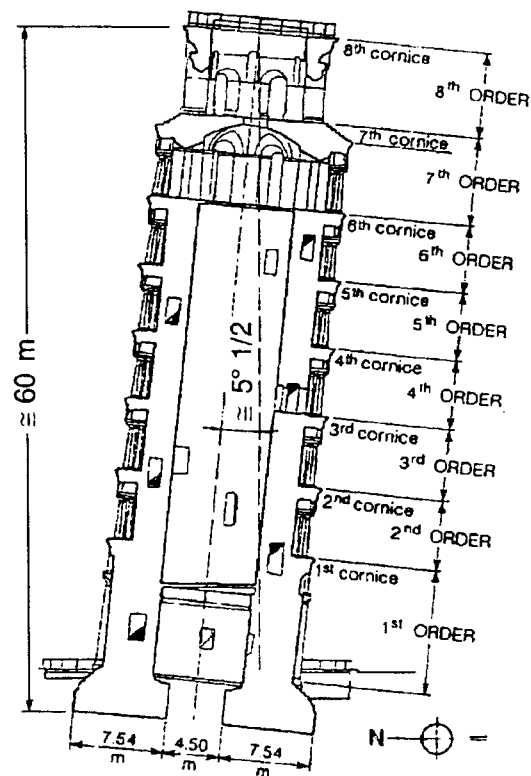 8th cornice
8th ORDER
7th cornice
7th ORDER
6th cornice
6th ORDER
5th cornice
5th ORDER
4th cornice
4th ORDER
3rd cornice
3rd ORDER
2nd cornice
2nd ORDER
1st cornice
1st ORDER
≅ 60 m
≅ 5° 1/2
7.54 m
4.50 m
7.54 m
N